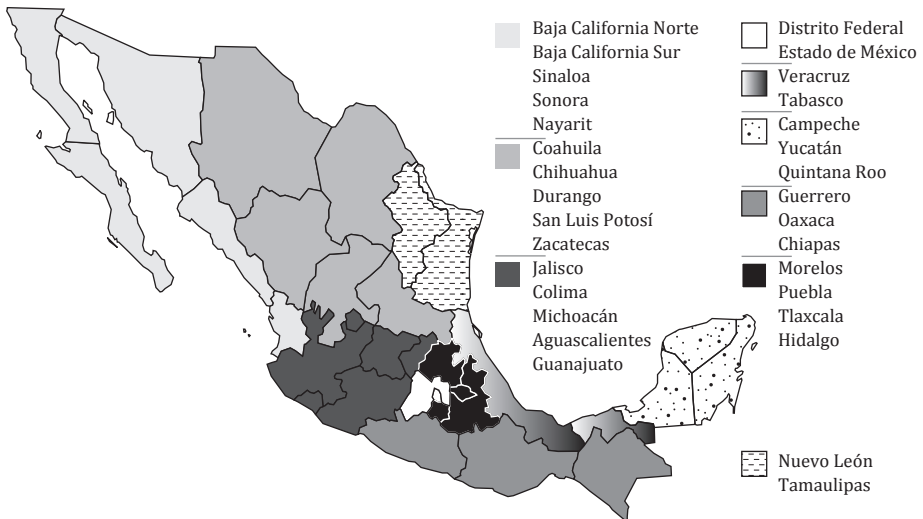 Baja California Norte
Baja California Sur
Sinaloa
Sonora
Nayarit
Coahuila
Chihuahua
Durango
San Luis Potosí
Zacatecas
Jalisco
Colima
Michoacán
Aguascalientes
Guanajuato
Distrito Federal
Estado de México
Veracruz
Tabasco
Campeche
Yucatán
Quintana Roo
Guerrero
Oaxaca
Chiapas
Morelos
Puebla
Tlaxcala
Hidalgo
Nuevo León
Tamaulipas